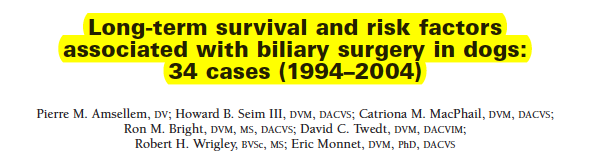 Long-term survival and risk factors
associated with biliary surgery in dogs:
34 cases (1994–2004)
Pierre M. Amsellem, DV; Howard B. Seim III, DVM, DACVS; Catriona M. MacPhail, DVM, DACVS;
Ron M. Bright, DVM, MS, DACVS; David C. Twedt, DVM, DACVIM;
Robert H. Wrigley, BVSc, MS; Eric Monnet, DVM, PhD, DACVS